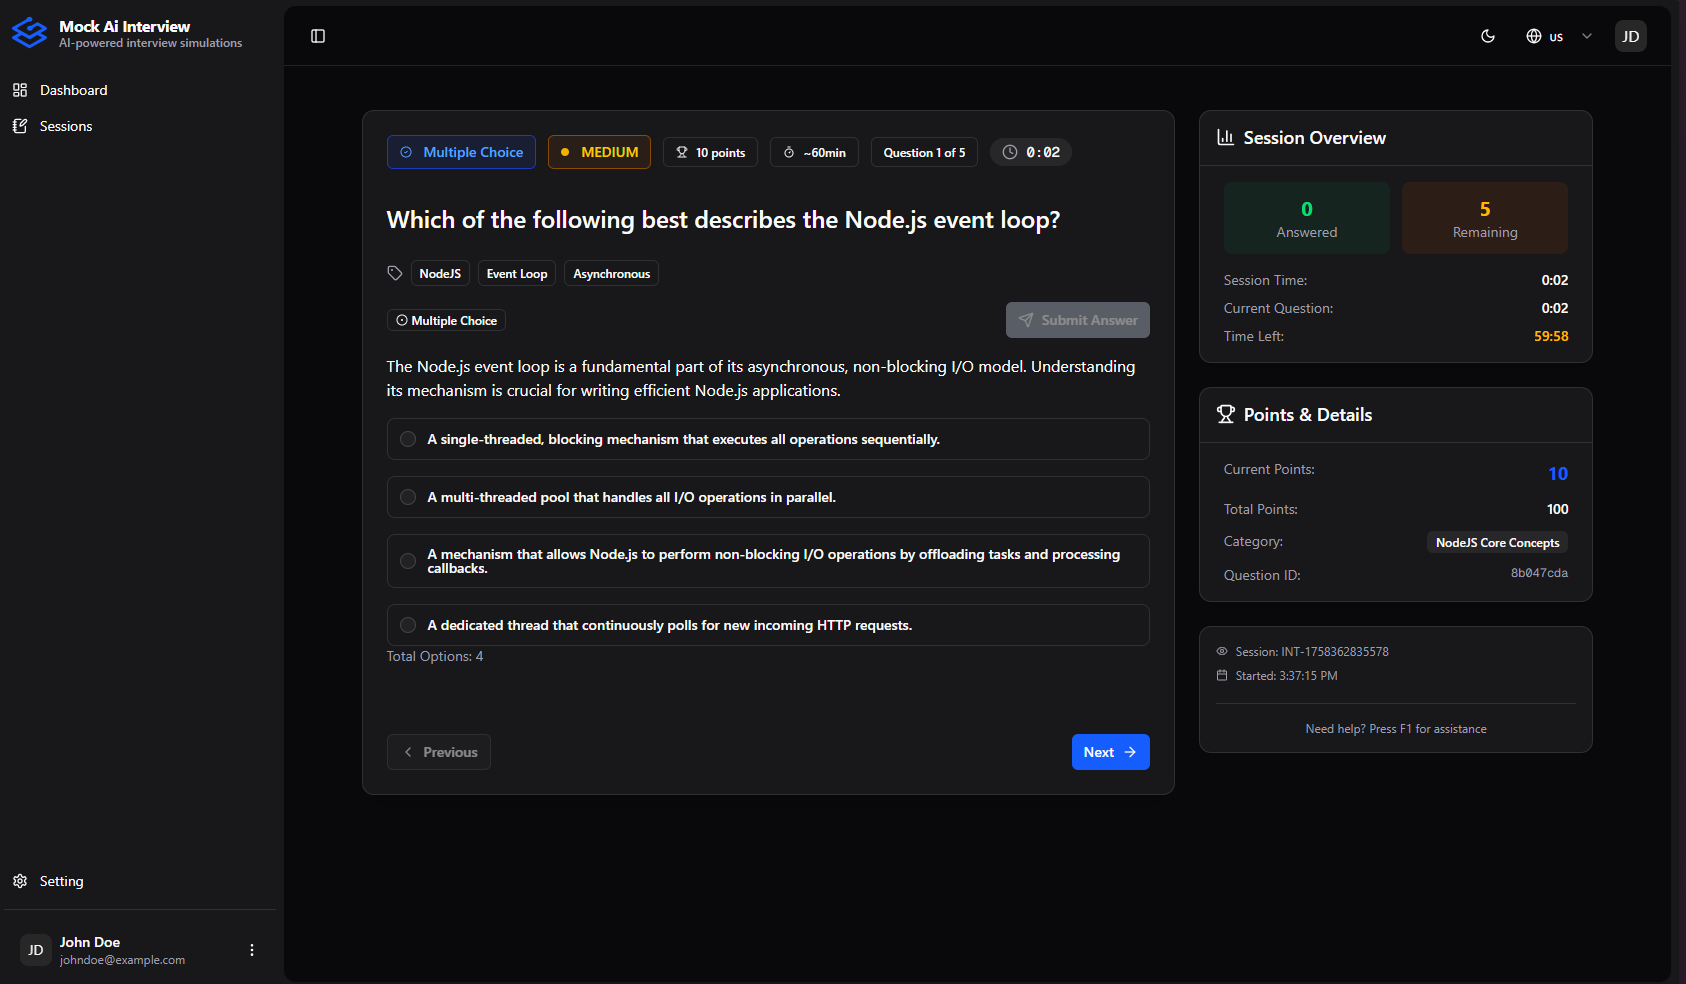 Mock Ai Interview
AI-powered interview simulations
Dashboard
Sessions
Setting
JD
John Doe
johndoe@example.com
us
JD
Multiple Choice
MEDIUM
10 points
~60min
Question 1 of 5
0:02
Which of the following best describes the Node.js event loop?
NodeJS
Event Loop
Asynchronous
Multiple Choice
Submit Answer
The Node.js event loop is a fundamental part of its asynchronous, non-blocking I/O model. Understanding
its mechanism is crucial for writing efficient Node.js applications.
A single-threaded, blocking mechanism that executes all operations sequentially.
A multi-threaded pool that handles all I/O operations in parallel.
A mechanism that allows Node.js to perform non-blocking I/O operations by offloading tasks and processing
callbacks.
A dedicated thread that continuously polls for new incoming HTTP requests.
Total Options: 4
Previous
Next
Session Overview
0
Answered
5
Remaining
Session Time:
0:02
Current Question:
0:02
Time Left:
59:58
Points & Details
Current Points:
10
Total Points:
100
Category:
NodeJS Core Concepts
Question ID:
8b047cda
Session: INT-1758362835578
Started: 3:37:15 PM
Need help? Press F1 for assistance